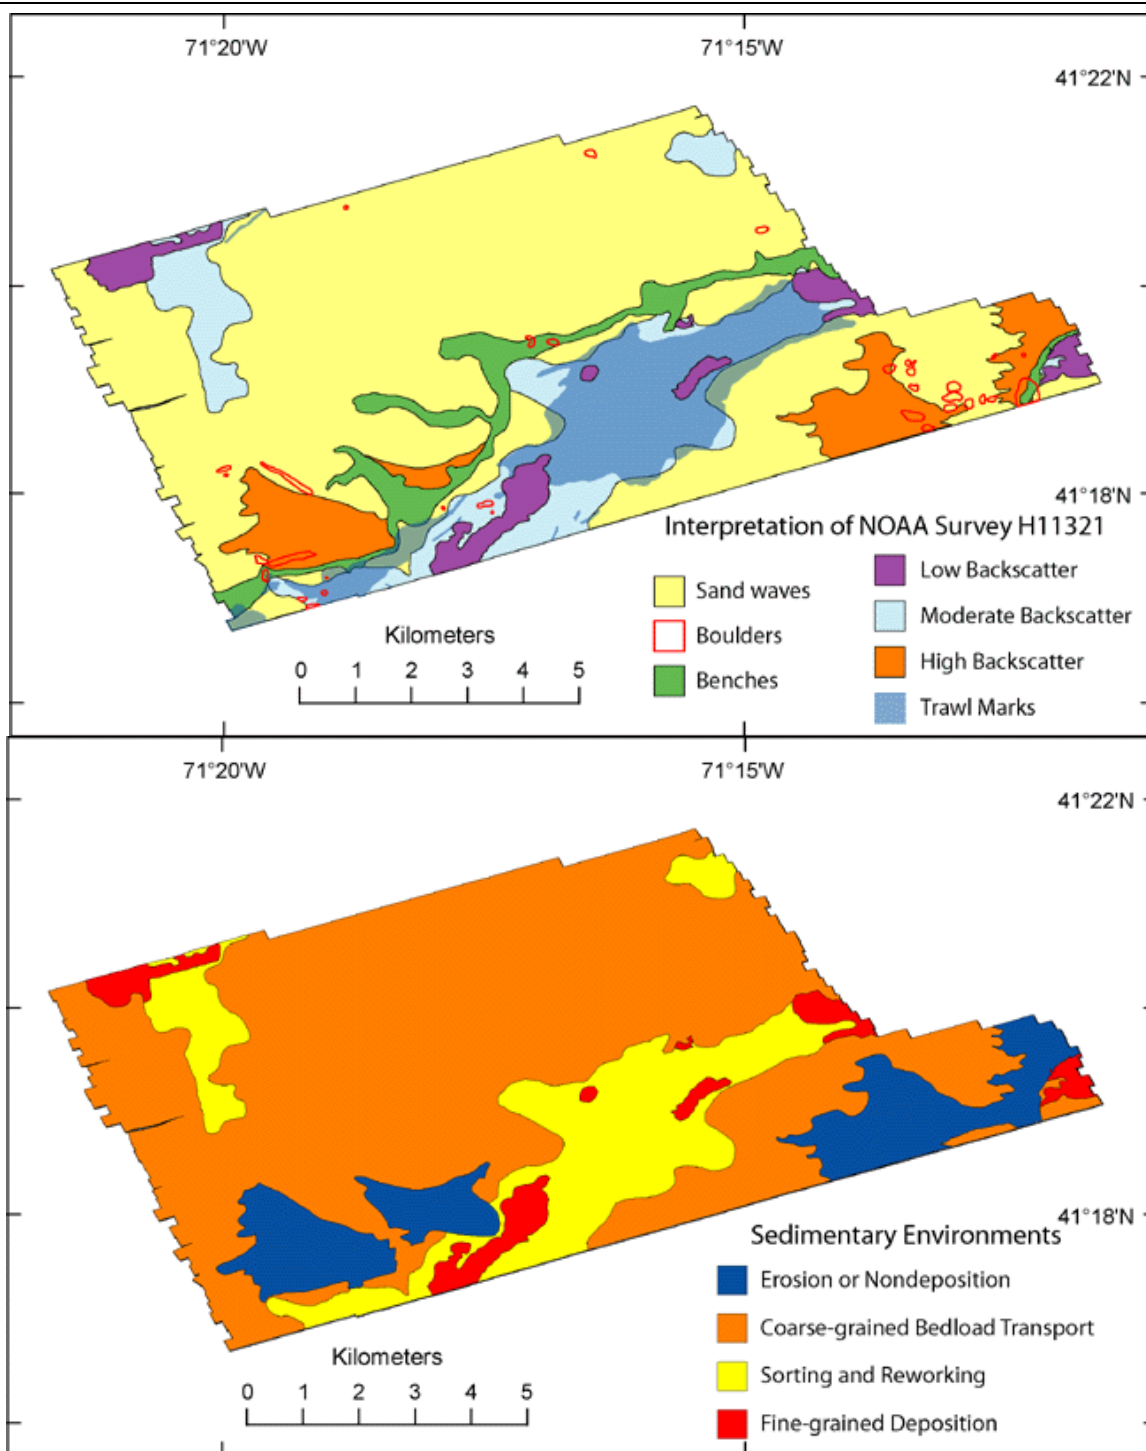 71°20'W 71°15'W
41°22'N
41°18'N
Interpretation of NOAA Survey H11321
Sand waves
Boulders
Benches
Low Backscatter
Moderate Backscatter
High Backscatter
Trawl Marks
Kilometers
0 1 2 3 4 5
71°20'W 71°15'W
41°22'N
41°18'N
Sedimentary Environments
Erosion or Nondeposition
Coarse-grained Bedload Transport
Sorting and Reworking
Fine-grained Deposition
Kilometers
0 1 2 3 4 5